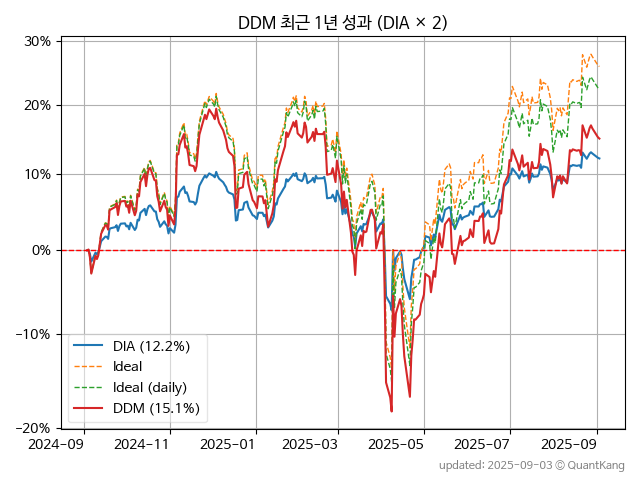 DDM 최근 1년 성과 (DIA × 2)
30%
20%
10%
0%
−10%
−20%
DIA (12.2%)
Ideal
Ideal (daily)
DDM (15.1%)
2024−09
2024−11
2025−01
2025−03
2025−05
2025−07
2025−09
updated: 2025-09-03 © QuantKang